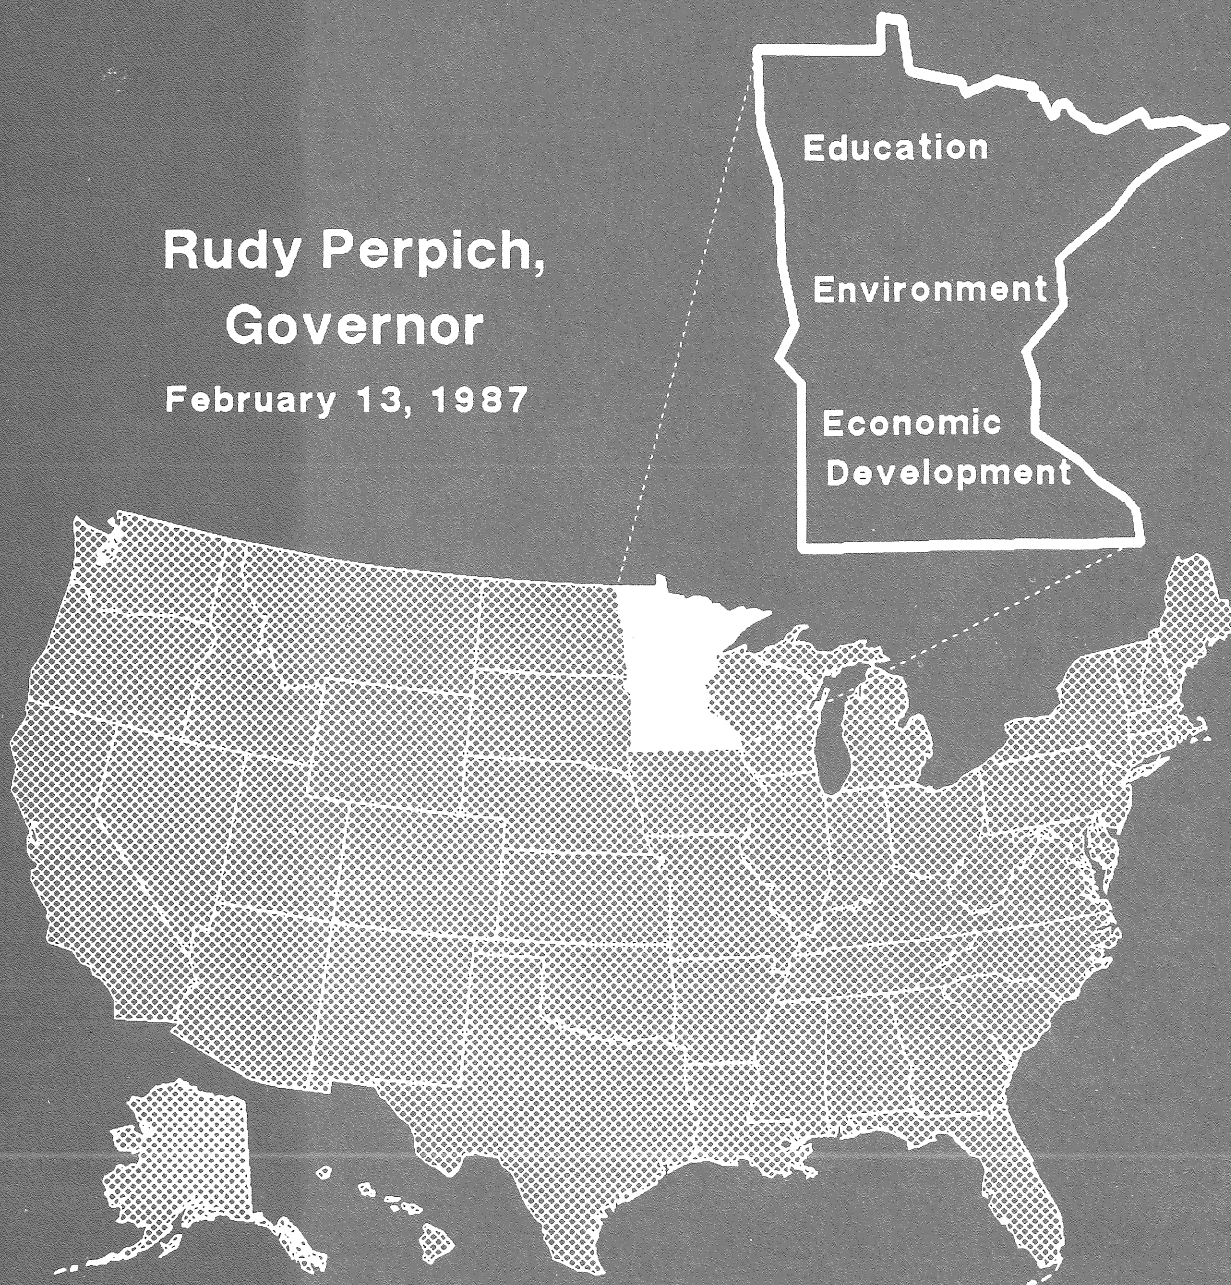 Rudy Perpich,
Governor
February 13, 1987
Education
Environment
Economic
Development